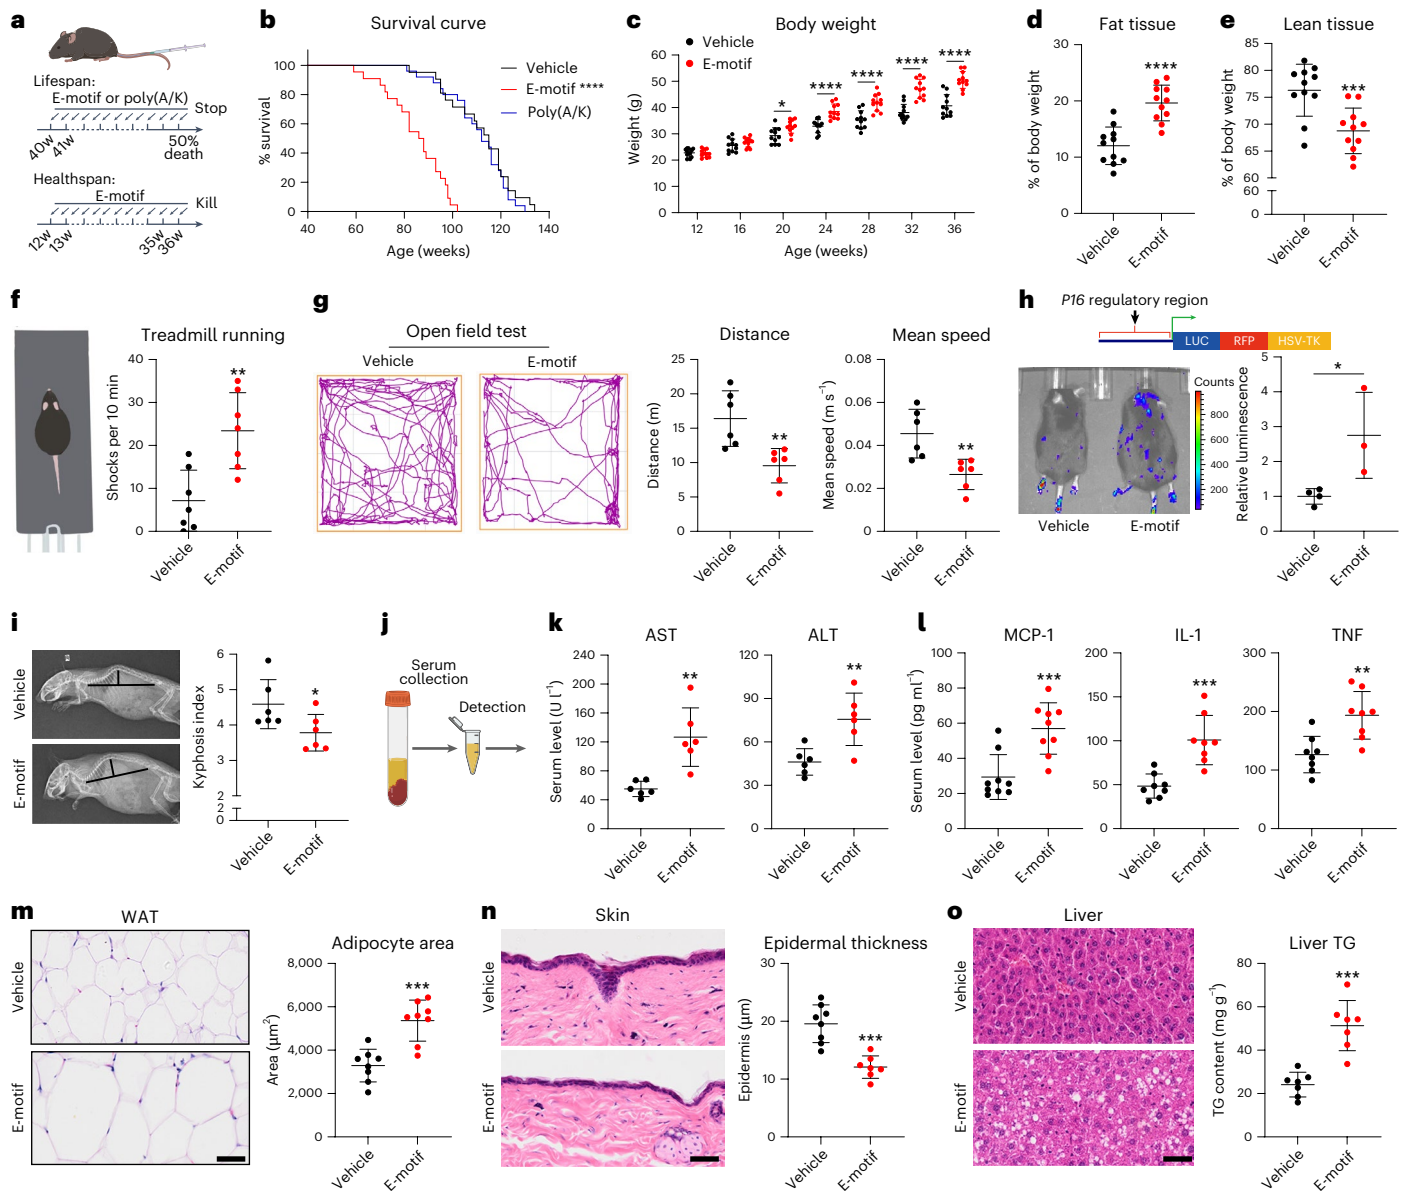 a
Lifespan:
E-motif or poly(A/K)
Stop
40w
41w
50%
death
Healthspan:
E-motif
Kill
12w
13w
35w
36w
b
Survival curve
% survival
100
80
60
40
20
0
40 60 80 100 120 140
Age (weeks)
Vehicle
E-motif ****
Poly(A/K)
c
Body weight
Vehicle
E-motif
Weight (g)
60
50
40
30
20
10
0
* **** **** **** ****
12 16 20 24 28 32 36
Age (weeks)
d
Fat tissue
% of body weight
30
20
10
0
****
Vehicle
E-motif
e
Lean tissue
% of body weight
85
80
75
70
65
60
60
0
***
Vehicle
E-motif
f
Treadmill running
Shocks per 10 min
40
30
20
10
0
**
Vehicle
E-motif
g
Open field test
Vehicle
E-motif
Distance
Distance (m)
25
20
15
10
5
0
**
Vehicle
E-motif
Mean speed
Mean speed (m s⁻¹)
0.08
0.06
0.04
0.02
0
**
Vehicle
E-motif
h
P16 regulatory region
LUC RFP HSV-TK
Counts
800
600
400
200
Vehicle
E-motif
Relative luminescence
5
4
3
2
1
0
*
Vehicle
E-motif
i
Vehicle
E-motif
Kyphosis index
6
5
4
3
2
2
0
*
Vehicle
E-motif
j
Serum
collection
Detection
k
AST
Serum level (U l⁻¹)
240
200
160
120
80
40
0
**
Vehicle
E-motif
ALT
120
90
60
30
0
**
Vehicle
E-motif
l
MCP-1
Serum level (pg ml⁻¹)
100
80
60
40
20
0
***
Vehicle
E-motif
IL-1
200
150
100
50
0
***
Vehicle
E-motif
TNF
300
200
100
0
**
Vehicle
E-motif
m
WAT
Vehicle
E-motif
Adipocyte area
Area (µm²)
8,000
6,000
4,000
2,000
0
***
Vehicle
E-motif
n
Skin
Vehicle
E-motif
Epidermal thickness
Epidermis (µm)
30
20
10
0
***
Vehicle
E-motif
o
Liver
Vehicle
E-motif
Liver TG
TG content (mg g⁻¹)
80
60
40
20
0
***
Vehicle
E-motif